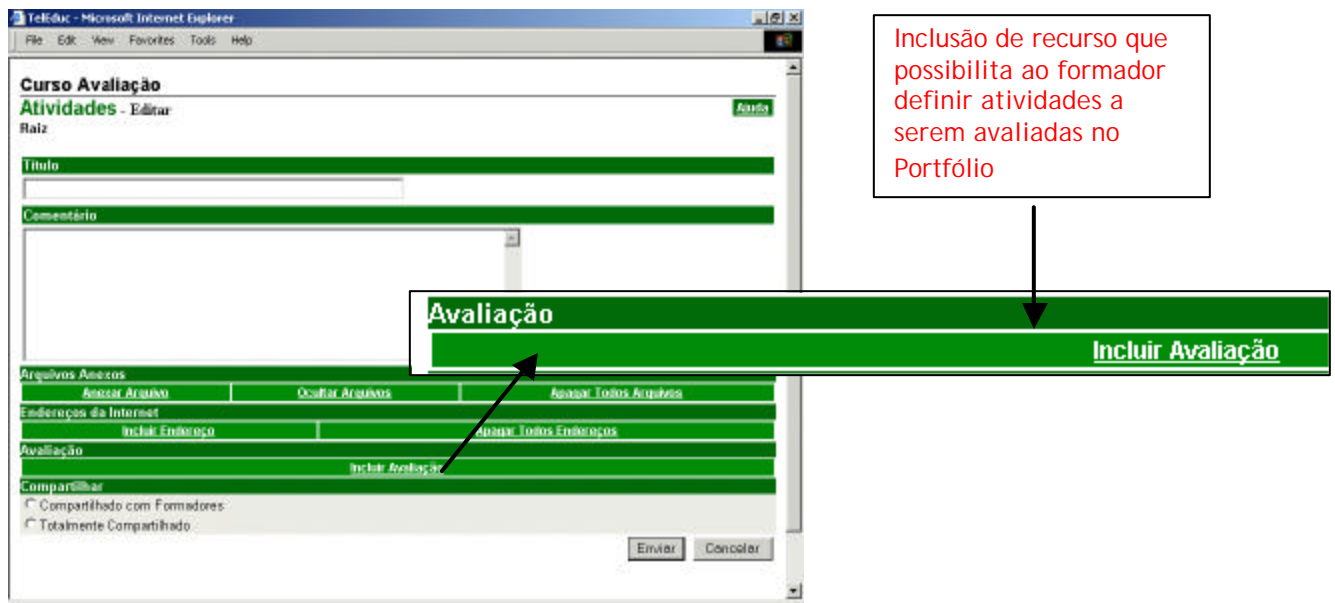 TelEduc - Microsoft Internet Explorer
File Edit View Favorites Tools Help
Curso Avaliação
Atividades - Editar
Ajuda
Raiz
Título
Comentário
Arquivos Anexos
Anexar Arquivo Ocultar Arquivos Apagar Todos Arquivos
Endereços da Internet
Incluir Endereço Apagar Todos Endereços
Avaliação
Incluir Avaliação
Compartilhar
Compartilhado com Formadores
Totalmente Compartilhado
Enviar Cancelar
Inclusão de recurso que
possibilita ao formador
definir atividades a
serem avaliadas no
Portfólio
Avaliação
Incluir Avaliação